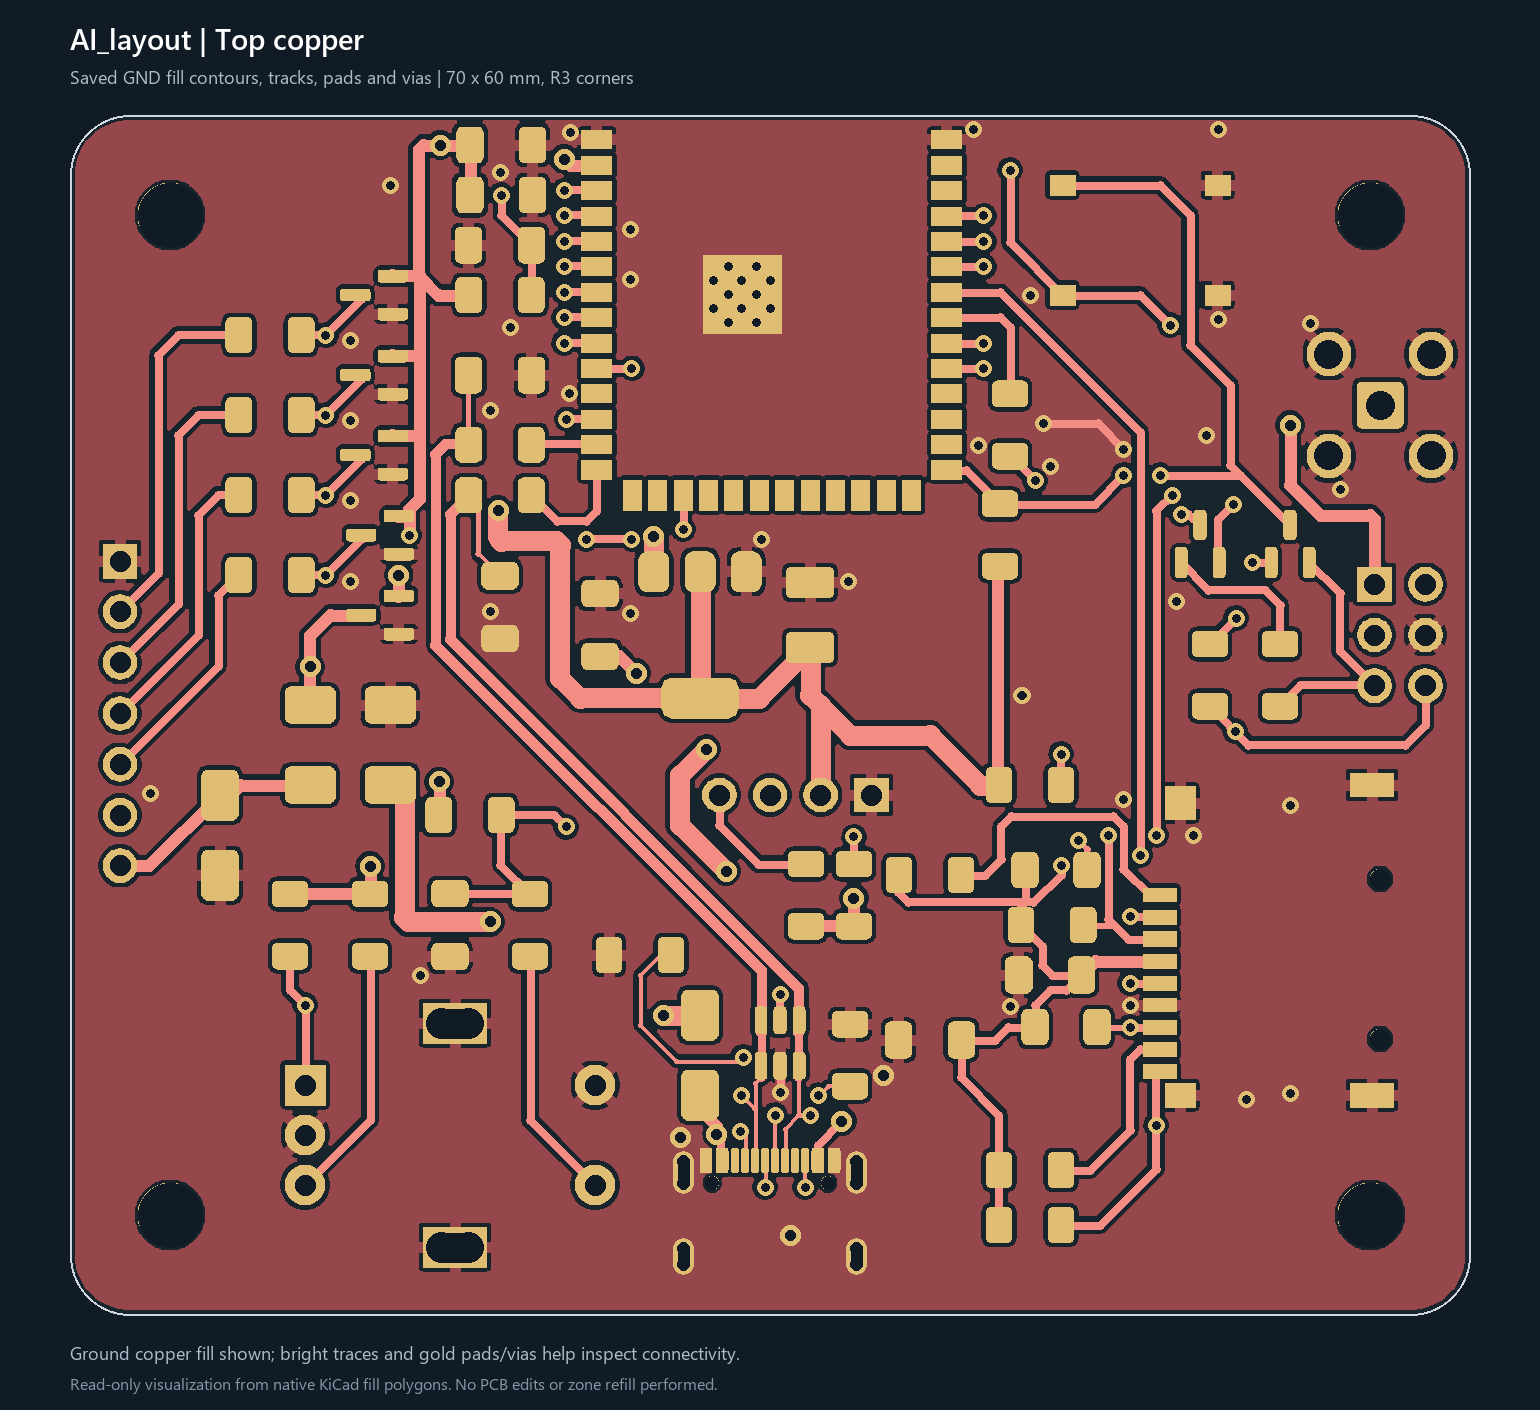 AI_layout | Top copper
Saved GND fill contours, tracks, pads and vias | 70 x 60 mm, R3 corners
Ground copper fill shown; bright traces and gold pads/vias help inspect connectivity.
Read-only visualization from native KiCad fill polygons. No PCB edits or zone refill performed.